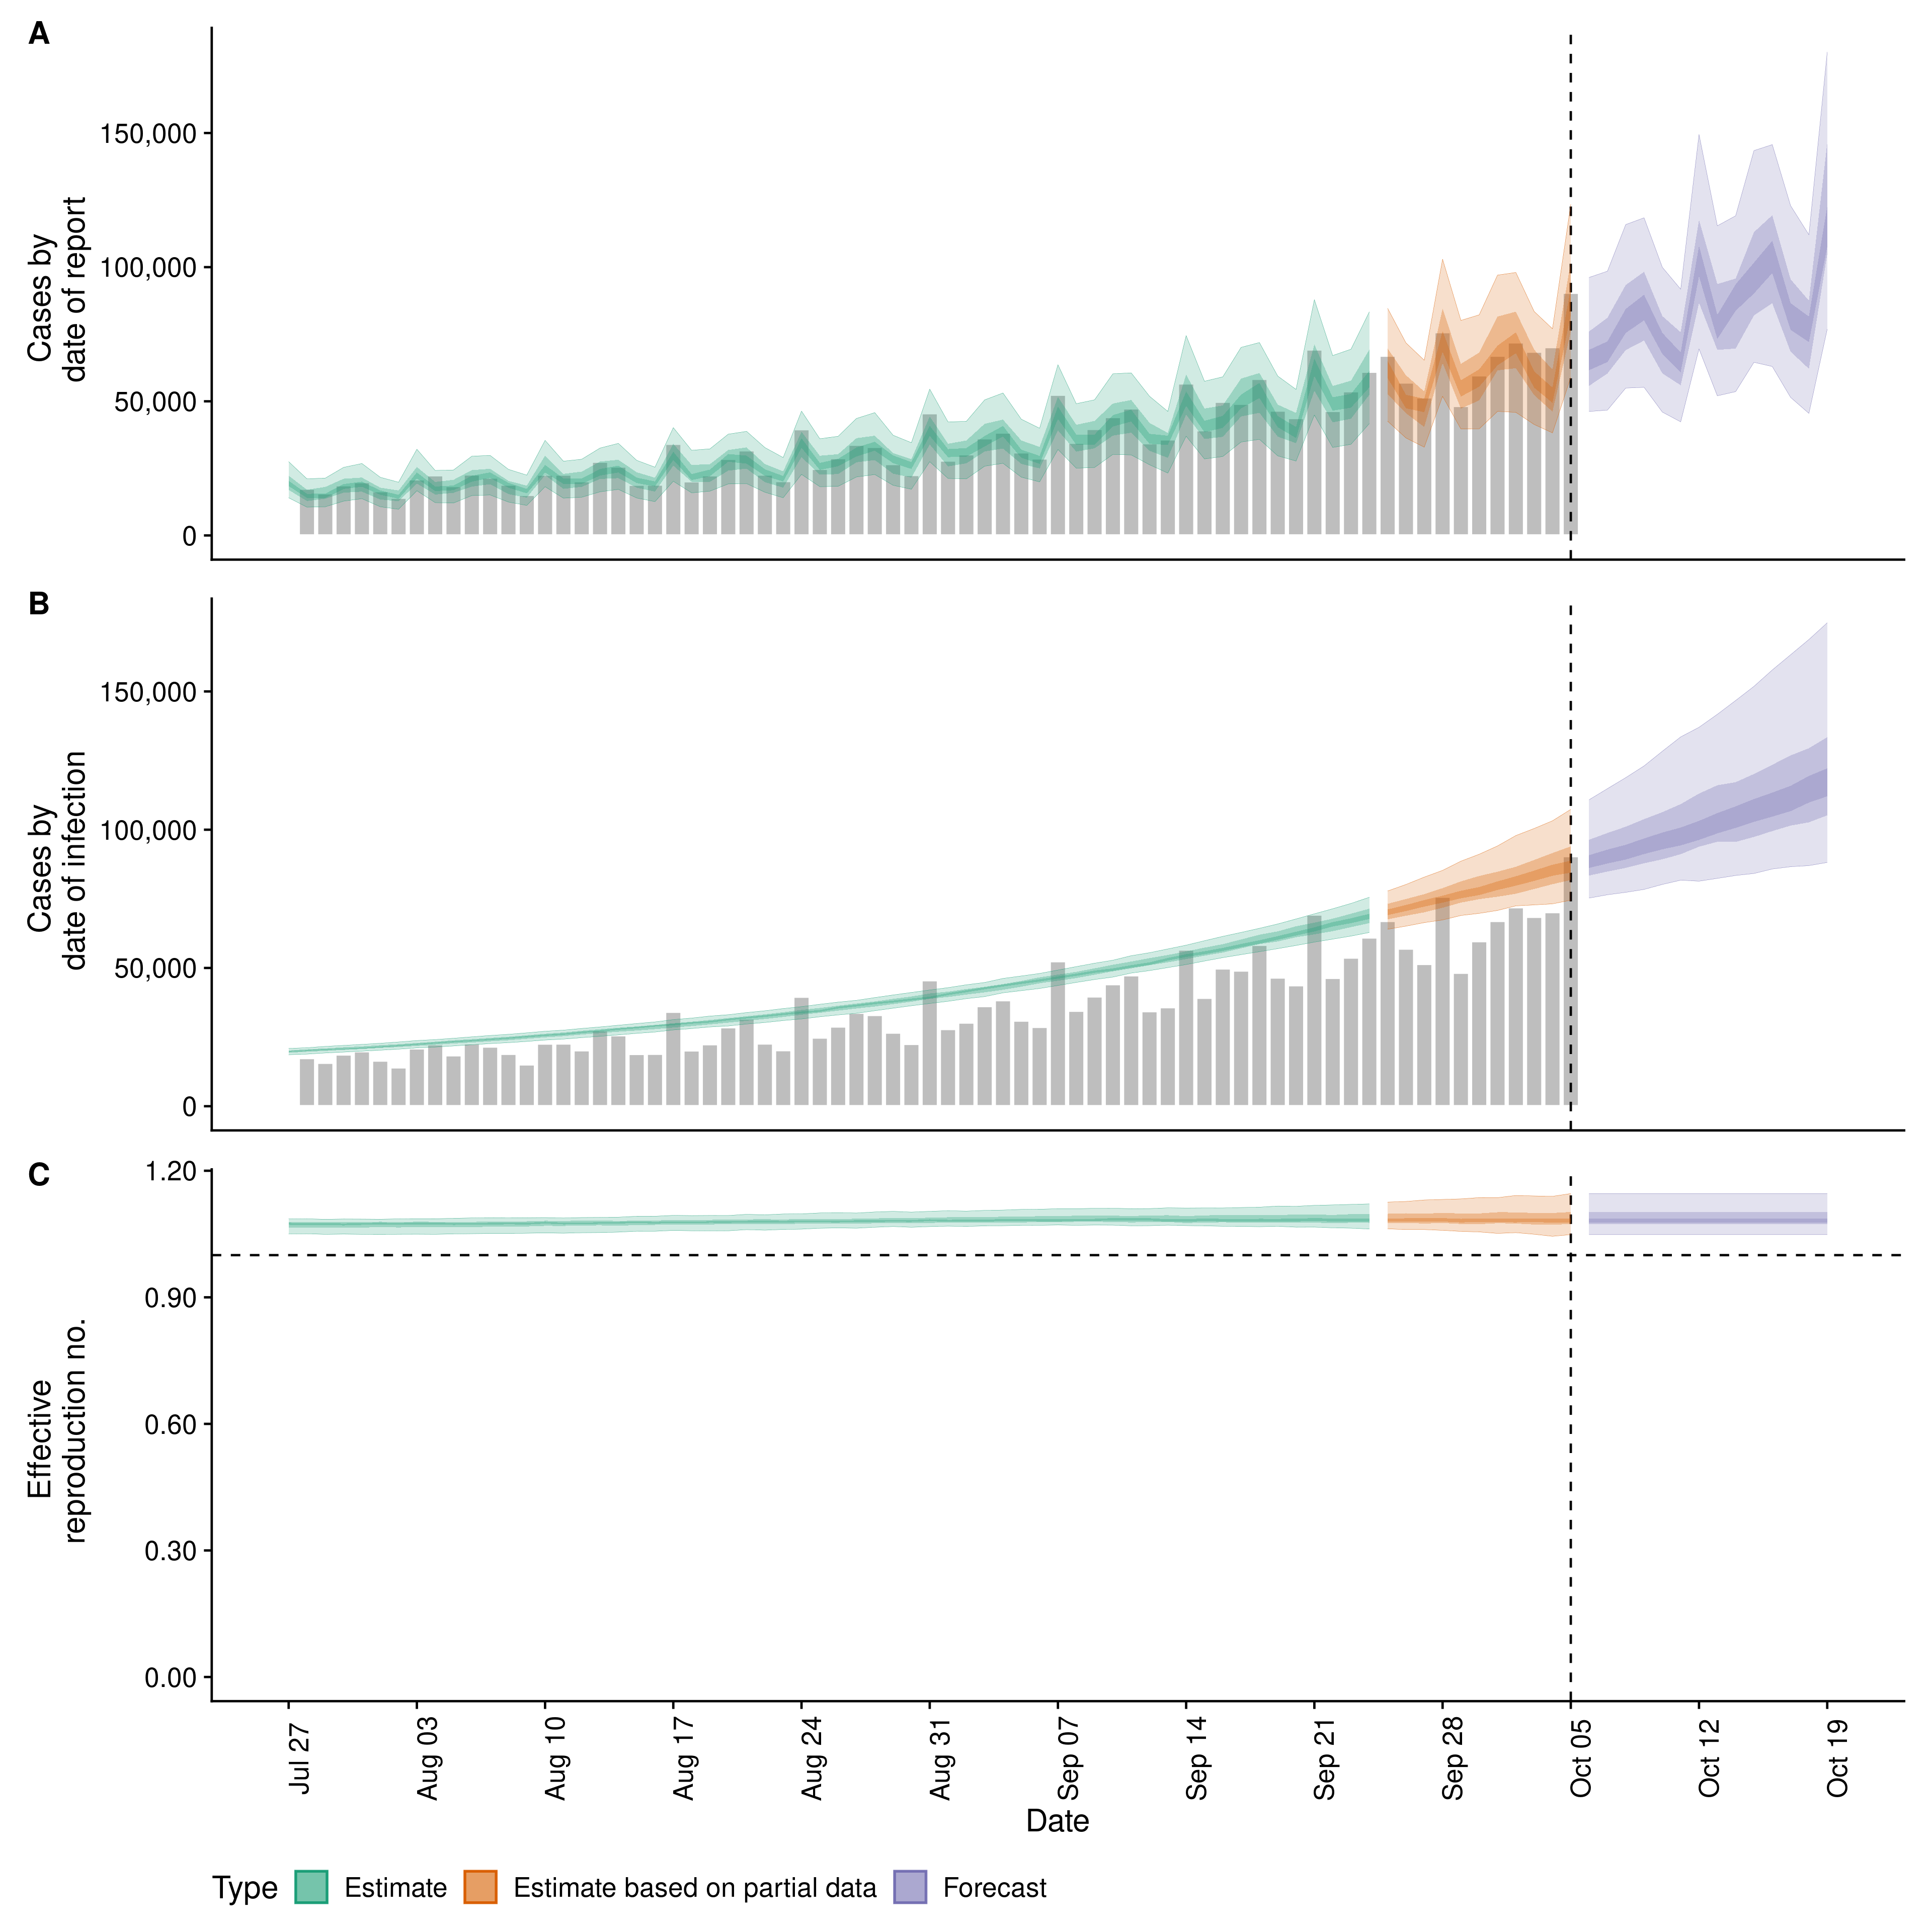 A
150,000
100,000
50,000
0
Cases by
date of report
B
150,000
100,000
50,000
0
Cases by
date of infection
C
1.20
0.90
0.60
0.30
0.00
Effective
reproduction no.
Jul 27
Aug 03
Aug 10
Aug 17
Aug 24
Aug 31
Sep 07
Sep 14
Sep 21
Sep 28
Oct 05
Oct 12
Oct 19
Date
Type Estimate Estimate based on partial data Forecast